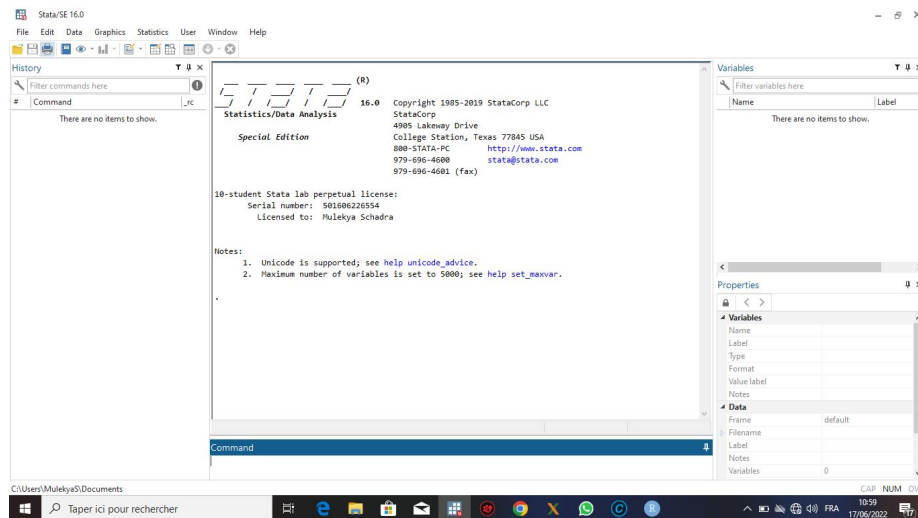 Stata/SE 16.0
File Edit Data Graphics Statistics User Window Help
History
Filter commands here
# Command _rc
There are no items to show.
(R)
16.0 Copyright 1985-2019 StataCorp LLC
Statistics/Data Analysis StataCorp
4905 Lakeway Drive
Special Edition College Station, Texas 77845 USA
800-STATA-PC http://www.stata.com
979-696-4600 stata@stata.com
979-696-4601 (fax)
10-student Stata lab perpetual license:
Serial number: 501606226554
Licensed to: Mulekya Schadra
Notes:
1. Unicode is supported; see help unicode_advice.
2. Maximum number of variables is set to 5000; see help set_maxvar.
.
Command
Variables
Filter variables here
Name Label
There are no items to show.
Properties
Variables
Name
Label
Type
Format
Value label
Notes
Data
Frame default
Filename
Label
Notes
Variables 0
C:\Users\MulekyaS\Documents
CAP NUM OV
Taper ici pour rechercher
FRA
10:59
17/06/2022
17